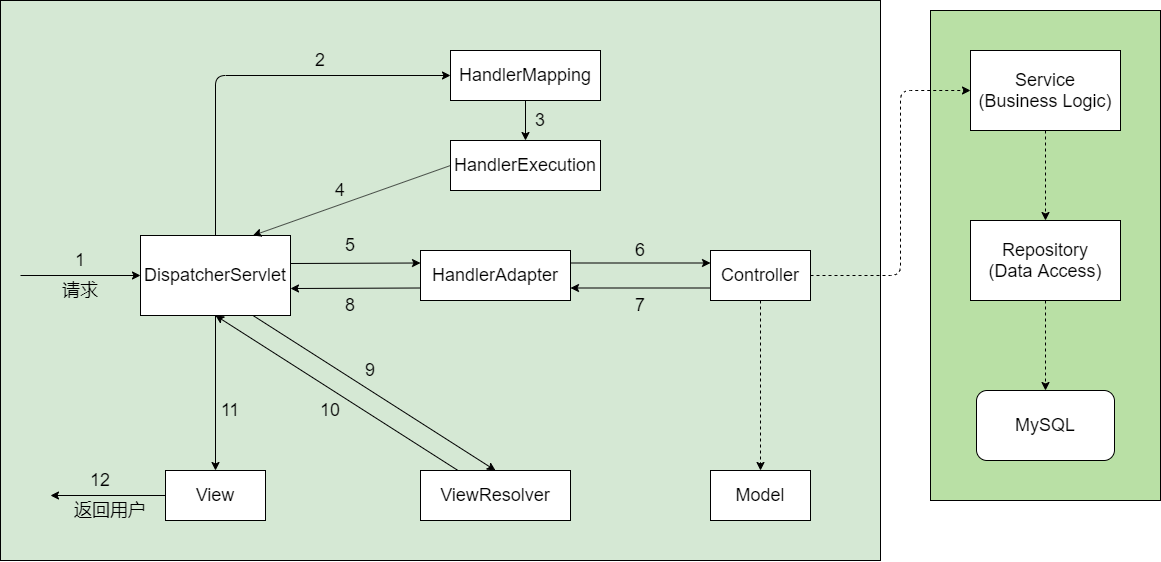 2
HandlerMapping
3
HandlerExecution
4
1
请求
DispatcherServlet
5
HandlerAdapter
6
Controller
8
7
9
10
11
12
返回用户
View
ViewResolver
Model
Service
(Business Logic)
Repository
(Data Access)
MySQL